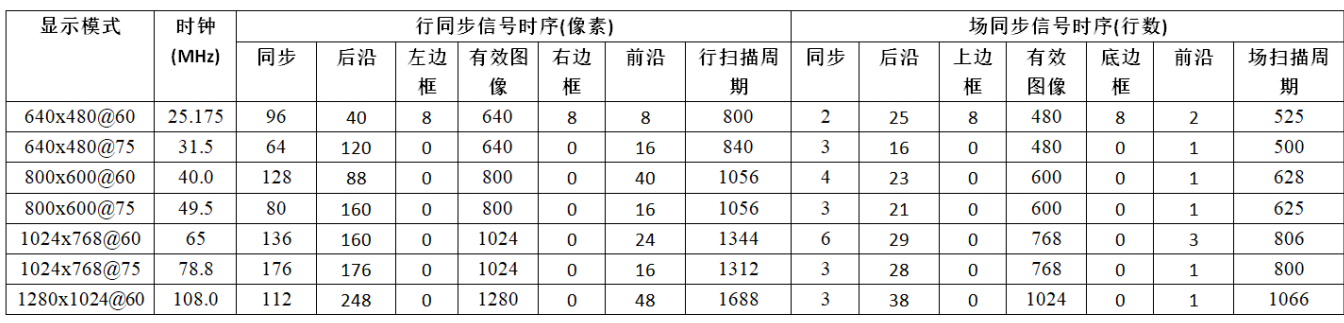 显示模式 时钟 (MHz) 行同步信号时序(像素) 场同步信号时序(行数)
同步 后沿 左边框 有效图像 右边框 前沿 行扫描周期 同步 后沿 上边框 有效图像 底边框 前沿 场扫描周期
640x480@60 25.175 96 40 8 640 8 8 800 2 25 8 480 8 2 525
640x480@75 31.5 64 120 0 640 0 16 840 3 16 0 480 0 1 500
800x600@60 40.0 128 88 0 800 0 40 1056 4 23 0 600 0 1 628
800x600@75 49.5 80 160 0 800 0 16 1056 3 21 0 600 0 1 625
1024x768@60 65 136 160 0 1024 0 24 1344 6 29 0 768 0 3 806
1024x768@75 78.8 176 176 0 1024 0 16 1312 3 28 0 768 0 1 800
1280x1024@60 108.0 112 248 0 1280 0 48 1688 3 38 0 1024 0 1 1066